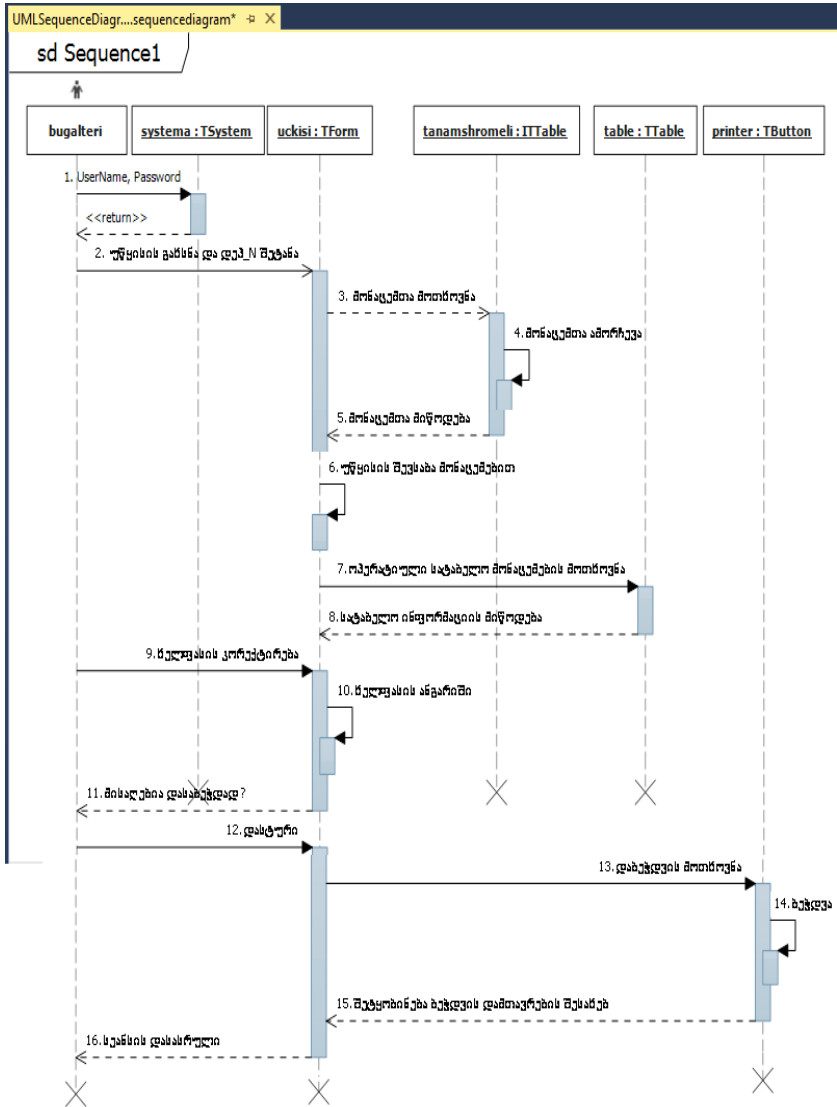 UMLSequenceDiagr....sequencediagram*
sd Sequence1
bugalteri
systema : TSystem
uckisi : TForm
tanamshromeli : ITTable
table : TTable
printer : TButton
1. UserName, Password
<<return>>
2. უწყისის გახსნა და დეპ_N შეტანა
3. მონაცემთა მოთხოვნა
4.მონაცემთა ამორჩევა
5.მონაცემთა მიწოდება
6.უწყისის შევსაბა მონაცემებით
7.ოპერატიული სატაბელო მონაცემების მოთხოვნა
8.სატაბელო ინფორმაციის მიწოდება
9.ხელფასის კორექტირება
10.ხელფასის ანგარიში
11.მისაღებია დასაბეჭდად?
12.დასტური
13.დაბეჭდვის მოთხოვნა
14.ბეჭდვა
15.შეტყობინება ბეჭდვის დამთავრების შესახებ
16.სეანსის დასასრული